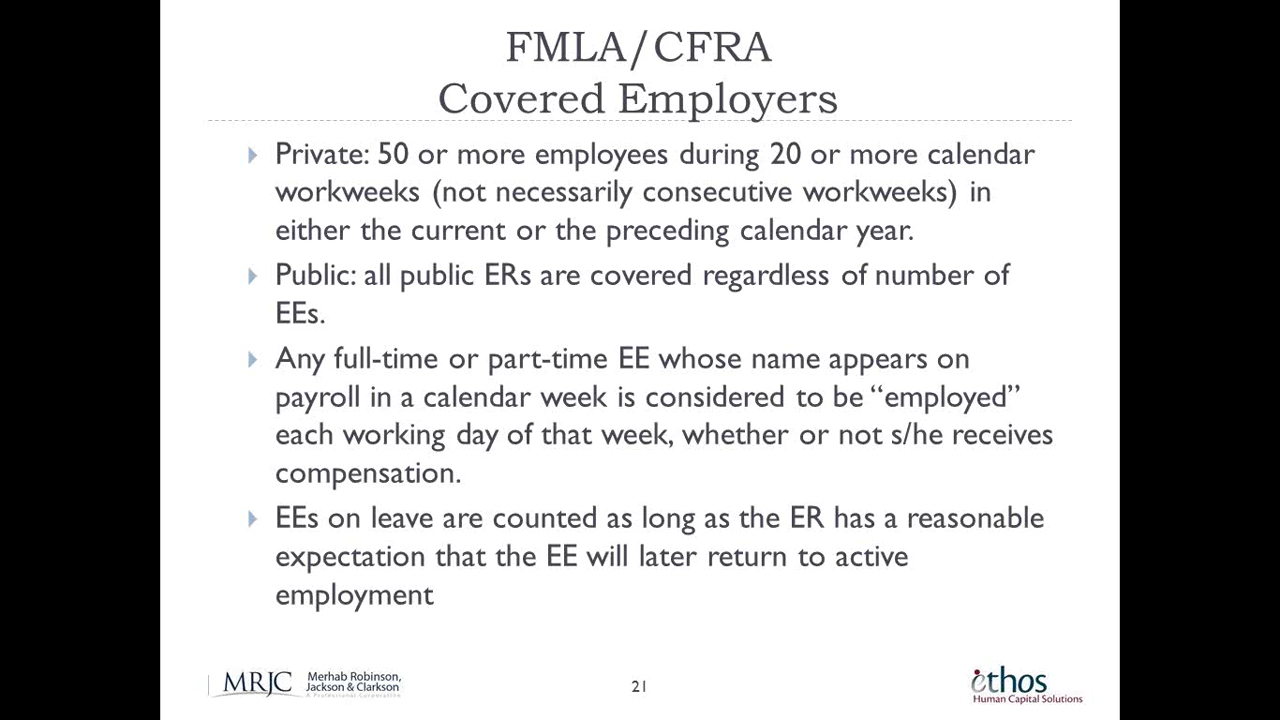 FMLA/CFRA
Covered Employers
Private: 50 or more employees during 20 or more calendar
workweeks (not necessarily consecutive workweeks) in
either the current or the preceding calendar year.
Public: all public ERs are covered regardless of number of
EEs.
Any full-time or part-time EE whose name appears on
payroll in a calendar week is considered to be “employed”
each working day of that week, whether or not s/he receives
compensation.
EEs on leave are counted as long as the ER has a reasonable
expectation that the EE will later return to active
employment
MRJC
Merhab Robinson,
Jackson & Clarkson
A Professional Corporation
21
ethos
Human Capital Solutions